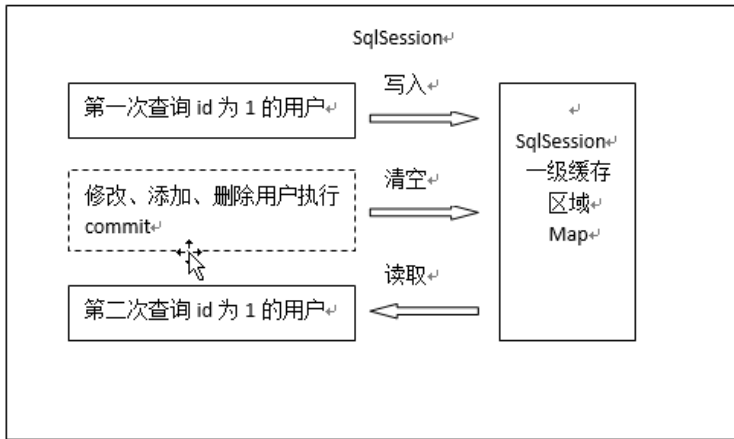 SqlSession
第一次查询 id 为 1 的用户
写入
修改、添加、删除用户执行
commit
清空
第二次查询 id 为 1 的用户
读取
SqlSession
一级缓存
区域
Map